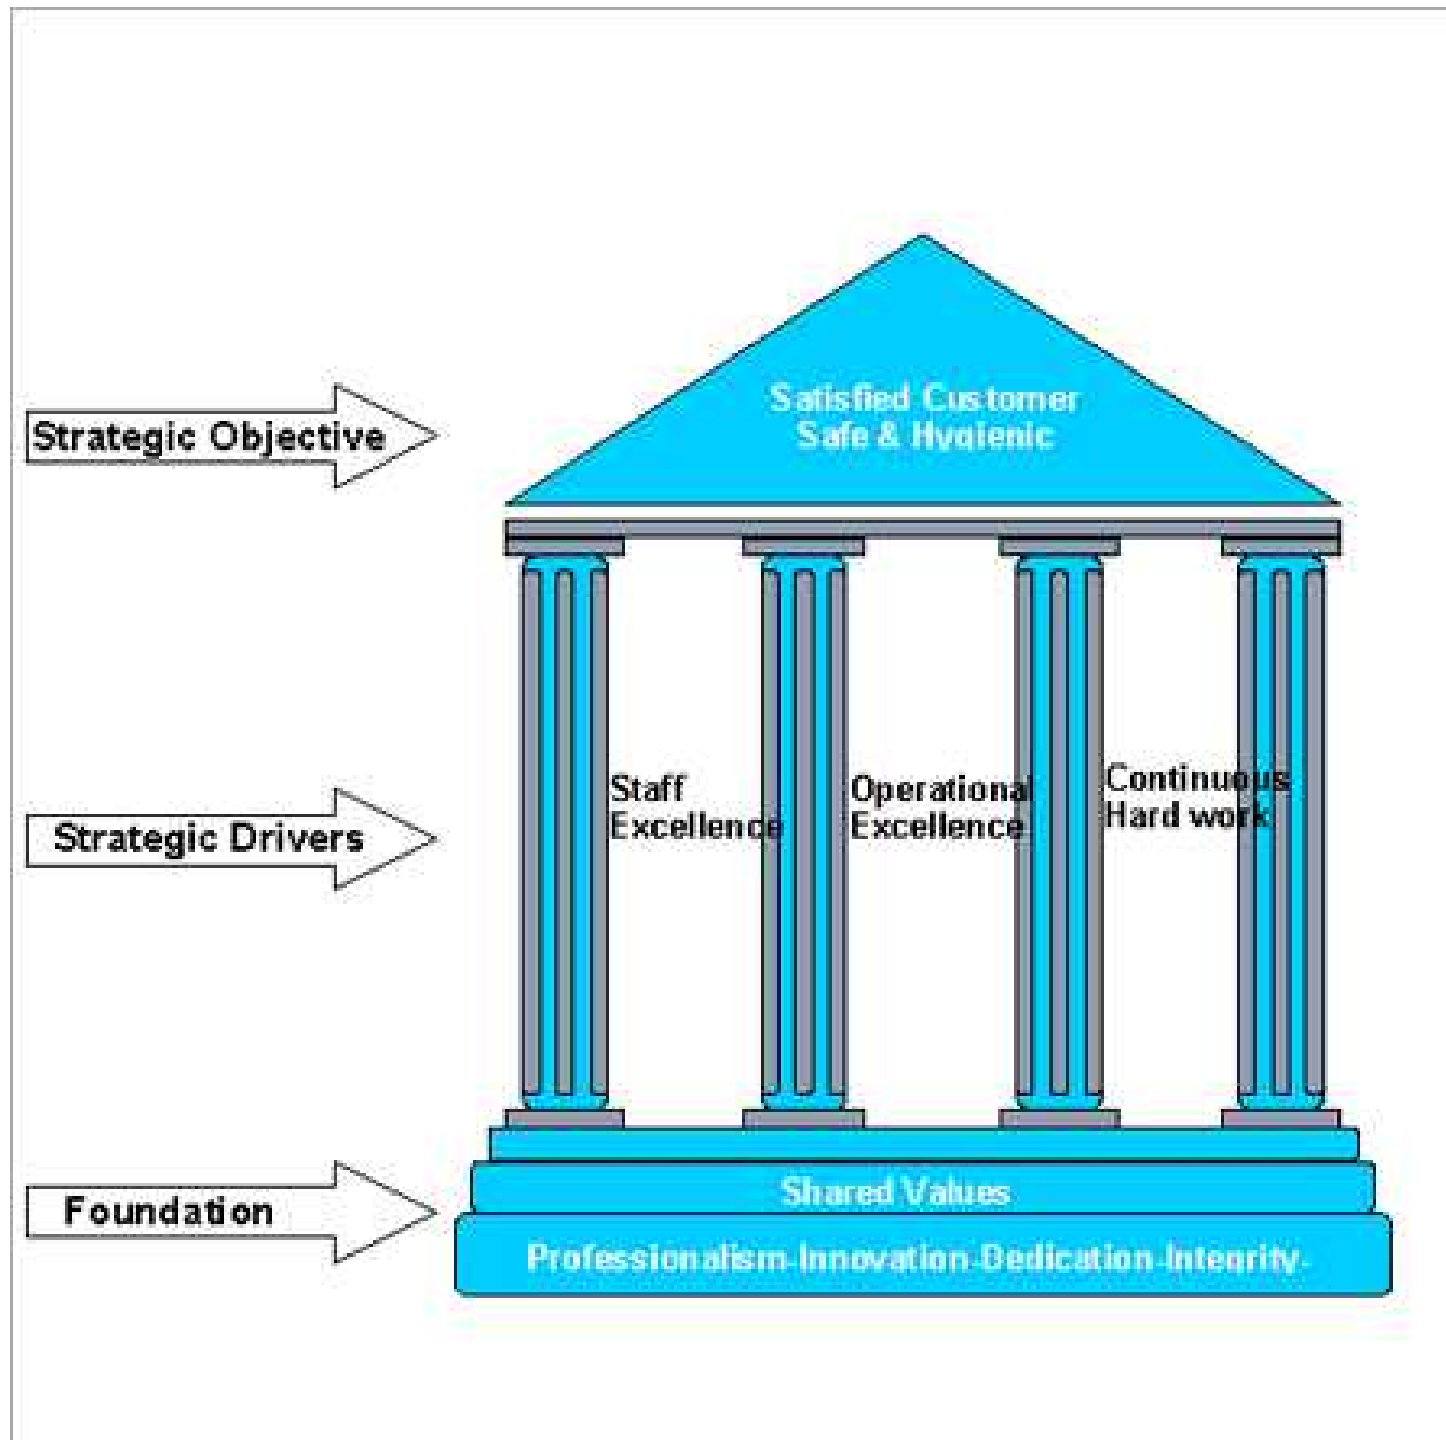 Satisfied Customer
Safe & Hygienic
Strategic Objective
Staff
Excellence
Operational
Excellence
Continuous
Hard work
Strategic Drivers
Shared Values
Foundation
Professionalism-Innovation-Dedication-Integrity-